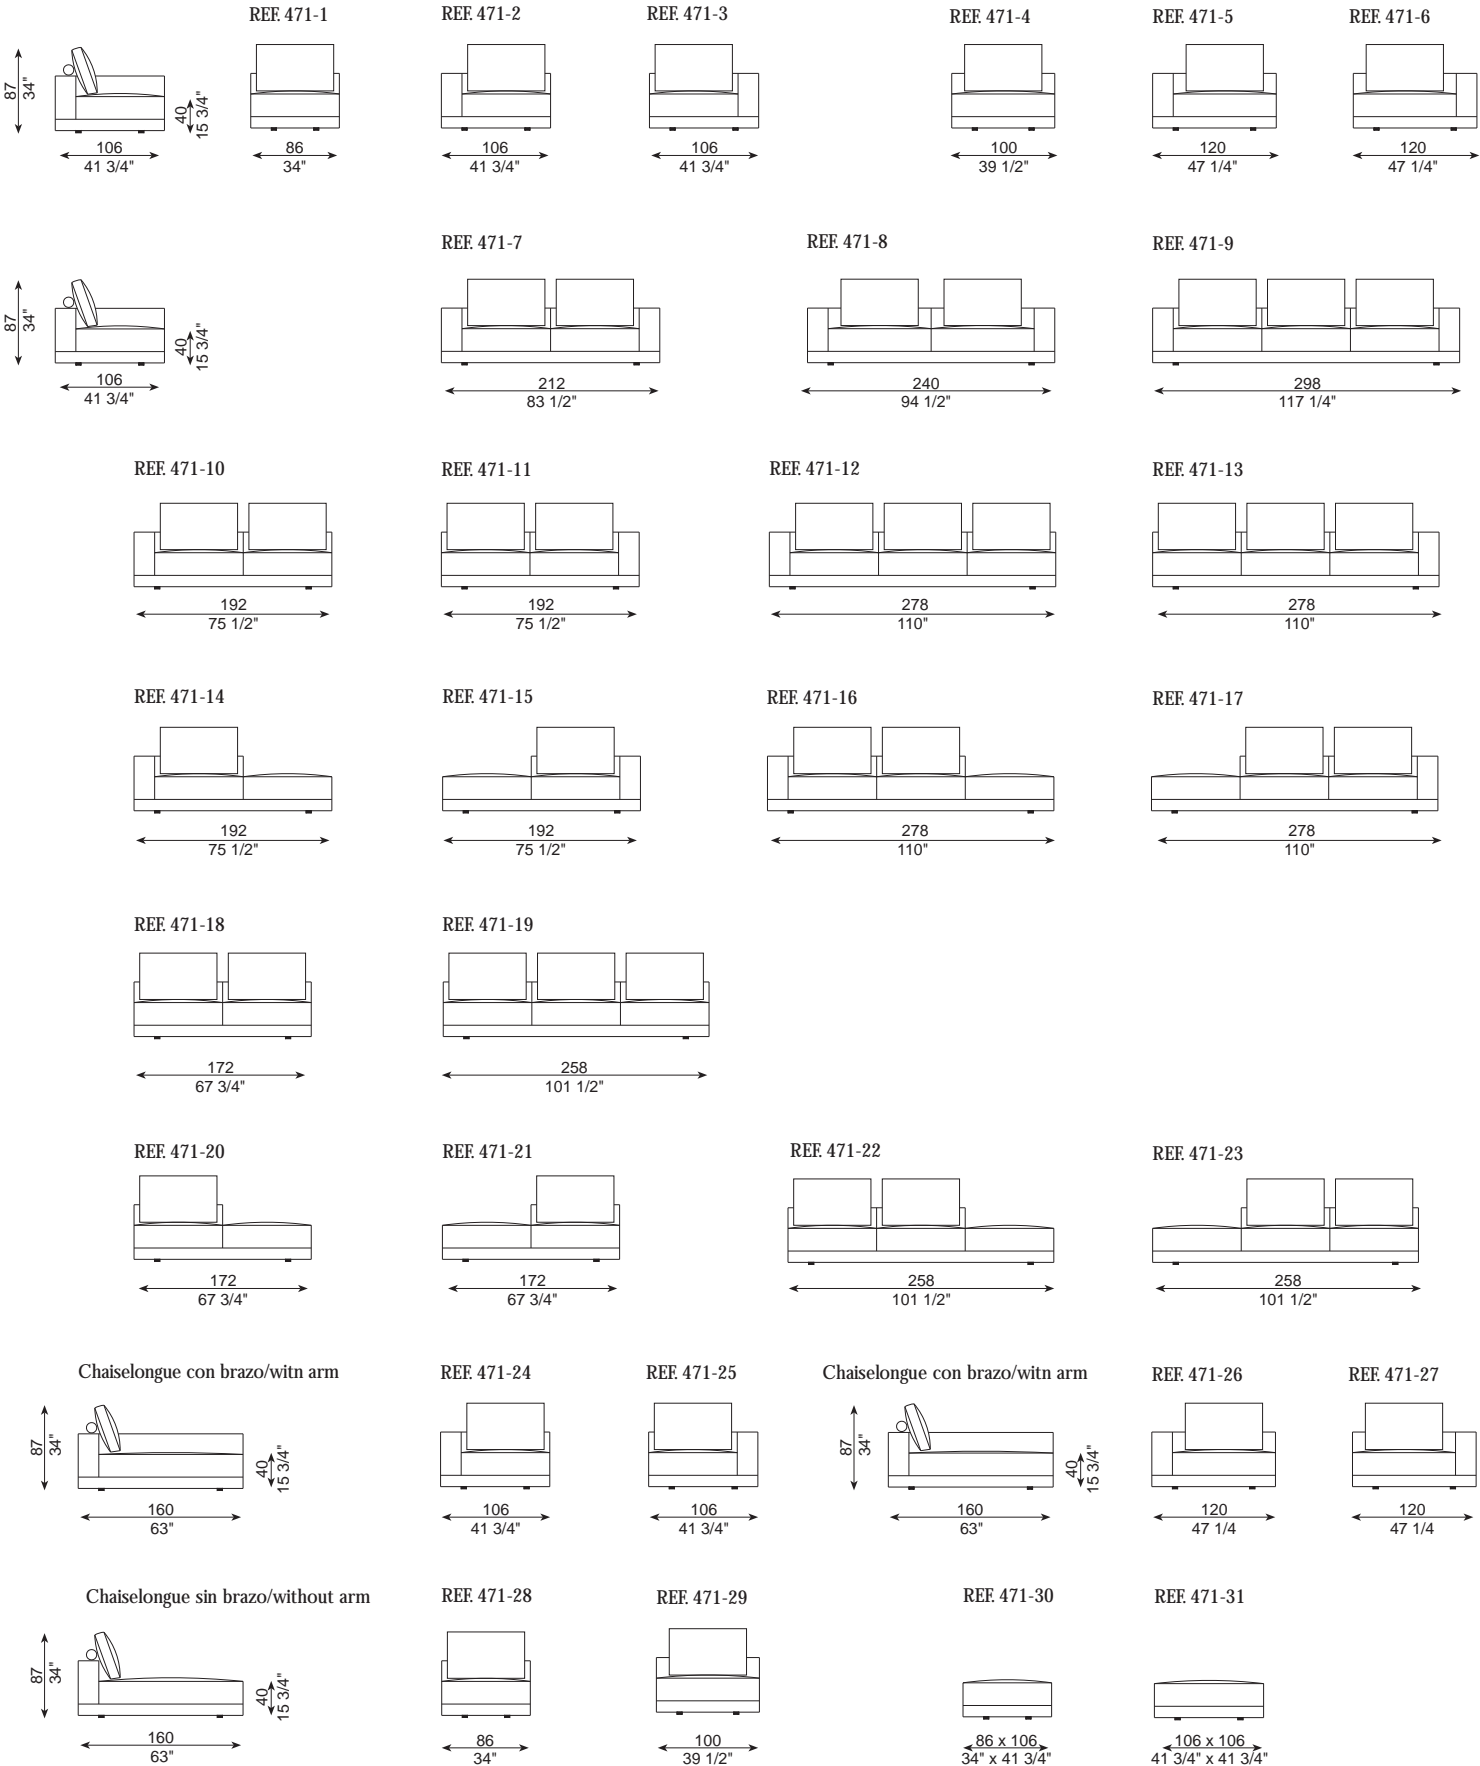 REF. 471-1
REF. 471-2
REF. 471-3
REF. 471-4
REF. 471-5
REF. 471-6
87
34"
40
15 3/4"
106
41 3/4"
86
34"
106
41 3/4"
106
41 3/4"
100
39 1/2"
120
47 1/4"
120
47 1/4"
REF. 471-7
REF. 471-8
REF. 471-9
87
34"
40
15 3/4"
106
41 3/4"
212
83 1/2"
240
94 1/2"
298
117 1/4"
REF. 471-10
REF. 471-11
REF. 471-12
REF. 471-13
192
75 1/2"
192
75 1/2"
278
110"
278
110"
REF. 471-14
REF. 471-15
REF. 471-16
REF. 471-17
192
75 1/2"
192
75 1/2"
278
110"
278
110"
REF. 471-18
REF. 471-19
172
67 3/4"
258
101 1/2"
REF. 471-20
REF. 471-21
REF. 471-22
REF. 471-23
172
67 3/4"
172
67 3/4"
258
101 1/2"
258
101 1/2"
Chaiselongue con brazo/witn arm
REF. 471-24
REF. 471-25
Chaiselongue con brazo/witn arm
REF. 471-26
REF. 471-27
87
34"
40
15 3/4"
160
63"
106
41 3/4"
106
41 3/4"
87
34"
40
15 3/4"
160
63"
120
47 1/4
120
47 1/4
Chaiselongue sin brazo/without arm
REF. 471-28
REF. 471-29
REF. 471-30
REF. 471-31
87
34"
40
15 3/4"
160
63"
86
34"
100
39 1/2"
86 x 106
34" x 41 3/4"
106 x 106
41 3/4" x 41 3/4"